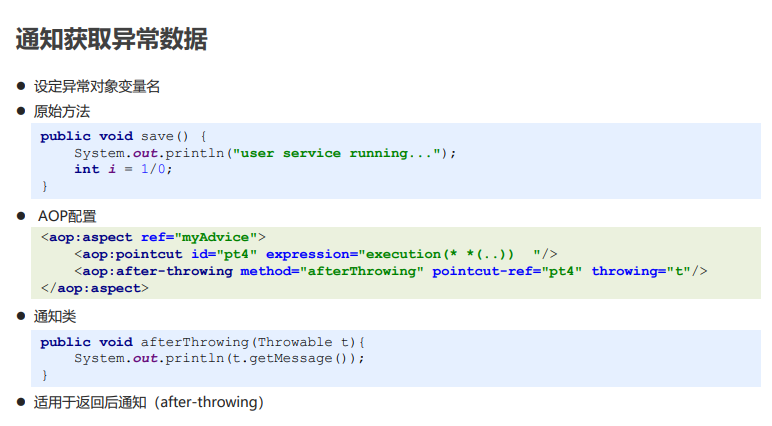 通知获取异常数据
● 设定异常对象变量名
● 原始方法
public void save() {
    System.out.println("user service running...");
    int i = 1/0;
}
● AOP配置
<aop:aspect ref="myAdvice">
    <aop:pointcut id="pt4" expression="execution(* *(..))  "/>
    <aop:after-throwing method="afterThrowing" pointcut-ref="pt4" throwing="t"/>
</aop:aspect>
● 通知类
public void afterThrowing(Throwable t){
    System.out.println(t.getMessage());
}
● 适用于返回后通知（after-throwing）